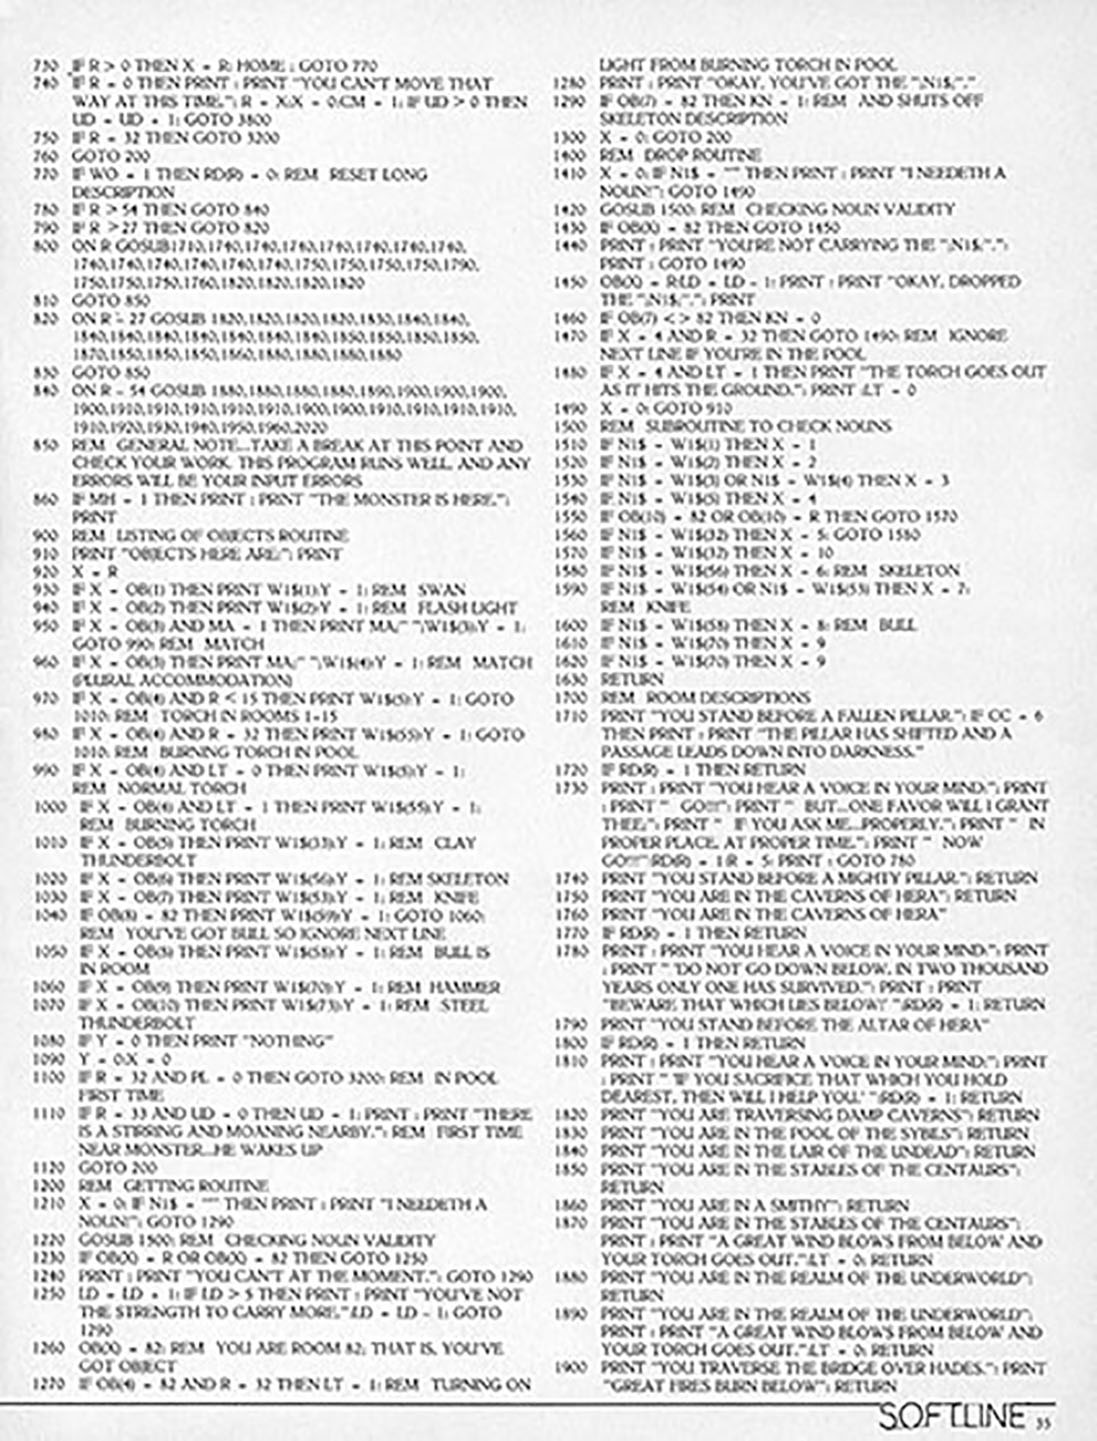 730 IF R > 0 THEN X = R: HOME : GOTO 770
740 IF R = 0 THEN PRINT : PRINT "YOU CAN'T MOVE THAT
WAY AT THIS TIME.": R = X:X = 0:CM = 1: IF UD > 0 THEN
UD = UD + 1: GOTO 3800
750 IF R = 32 THEN GOTO 3200
760 GOTO 200
770 IF WO = 1 THEN RD(R) = 0: REM RESET LONG
DESCRIPTION
780 IF R > 54 THEN GOTO 840
790 IF R > 27 THEN GOTO 820
800 ON R GOSUB1710,1740,1740,1740,1740,1740,1740,1740,
1740,1740,1740,1740,1740,1740,1750,1750,1750,1750,1790,
1750,1750,1750,1760,1820,1820,1820,1820
810 GOTO 850
820 ON R - 27 GOSUB 1820,1820,1820,1820,1830,1840,1840,
1840,1840,1840,1840,1840,1840,1840,1850,1850,1850,1850,
1870,1850,1850,1850,1860,1880,1880,1880,1880
830 GOTO 850
840 ON R - 54 GOSUB 1880,1880,1880,1880,1890,1900,1900,1900,
1900,1910,1910,1910,1910,1910,1900,1900,1910,1910,1910,1910,
1910,1920,1930,1940,1950,1960,2020
850 REM GENERAL NOTE...TAKE A BREAK AT THIS POINT AND
CHECK YOUR WORK. THIS PROGRAM RUNS WELL, AND ANY
ERRORS WILL BE YOUR INPUT ERRORS
860 IF MH = 1 THEN PRINT : PRINT "THE MONSTER IS HERE.":
PRINT
900 REM LISTING OF OBJECTS ROUTINE
910 PRINT "OBJECTS HERE ARE:": PRINT
920 X = R
930 IF X = OB(1) THEN PRINT W1$(1):Y = 1: REM SWAN
940 IF X = OB(2) THEN PRINT W1$(2):Y = 1: REM FLASH LIGHT
950 IF X = OB(3) AND MA = 1 THEN PRINT MA;" ";W1$(3):Y = 1:
GOTO 990: REM MATCH
960 IF X = OB(3) THEN PRINT MA;" ";W1$(4):Y = 1: REM MATCH
(PLURAL ACCOMMODATION)
970 IF X = OB(4) AND R < 15 THEN PRINT W1$(5):Y = 1: GOTO
1010: REM TORCH IN ROOMS 1-15
980 IF X = OB(4) AND R = 32 THEN PRINT W1$(55):Y = 1: GOTO
1010: REM BURNING TORCH IN POOL
990 IF X = OB(4) AND LT = 0 THEN PRINT W1$(5):Y = 1:
REM NORMAL TORCH
1000 IF X = OB(4) AND LT = 1 THEN PRINT W1$(55):Y = 1:
REM BURNING TORCH
1010 IF X = OB(5) THEN PRINT W1$(33):Y = 1: REM CLAY
THUNDERBOLT
1020 IF X = OB(6) THEN PRINT W1$(56):Y = 1: REM SKELETON
1030 IF X = OB(7) THEN PRINT W1$(53):Y = 1: REM KNIFE
1040 IF OB(8) = 82 THEN PRINT W1$(59):Y = 1: GOTO 1060:
REM YOU'VE GOT BULL SO IGNORE NEXT LINE
1050 IF X = OB(8) THEN PRINT W1$(58):Y = 1: REM BULL IS
IN ROOM
1060 IF X = OB(9) THEN PRINT W1$(70):Y = 1: REM HAMMER
1070 IF X = OB(10) THEN PRINT W1$(73):Y = 1: REM STEEL
THUNDERBOLT
1080 IF Y = 0 THEN PRINT "NOTHING"
1090 Y = 0:X = 0
1100 IF R = 32 AND PL = 0 THEN GOTO 3200: REM IN POOL
FIRST TIME
1110 IF R = 33 AND UD = 0 THEN UD = 1: PRINT : PRINT "THERE
IS A STIRRING AND MOANING NEARBY.": REM FIRST TIME
NEAR MONSTER...HE WAKES UP
1120 GOTO 200
1200 REM GETTING ROUTINE
1210 X = 0: IF N1$ = "" THEN PRINT : PRINT "I NEEDETH A
NOUN!": GOTO 1290
1220 GOSUB 1500: REM CHECKING NOUN VALIDITY
1230 IF OB(X) = R OR OB(X) = 82 THEN GOTO 1250
1240 PRINT : PRINT "YOU CAN'T AT THE MOMENT.": GOTO 1290
1250 LD = LD + 1: IF LD > 5 THEN PRINT : PRINT "YOU'VE NOT
THE STRENGTH TO CARRY MORE.":LD = LD - 1: GOTO
1290
1260 OB(X) = 82: REM YOU ARE ROOM 82; THAT IS, YOU'VE
GOT OBJECT
1270 IF OB(4) = 82 AND R = 32 THEN LT = 1: REM TURNING ON
LIGHT FROM BURNING TORCH IN POOL
1280 PRINT : PRINT "OKAY, YOU'VE GOT THE ";N1$;"."
1290 IF OB(7) = 82 THEN KN = 1: REM AND SHUTS OFF
SKELETON DESCRIPTION
1300 X = 0: GOTO 200
1400 REM DROP ROUTINE
1410 X = 0: IF N1$ = "" THEN PRINT : PRINT "I NEEDETH A
NOUN!": GOTO 1490
1420 GOSUB 1500: REM CHECKING NOUN VALIDITY
1430 IF OB(X) = 82 THEN GOTO 1450
1440 PRINT : PRINT "YOU'RE NOT CARRYING THE ";N1$;".":
PRINT : GOTO 1490
1450 OB(X) = R:LD = LD - 1: PRINT : PRINT "OKAY, DROPPED
THE ";N1$;".": PRINT
1460 IF OB(7) < > 82 THEN KN = 0
1470 IF X = 4 AND R = 32 THEN GOTO 1490: REM IGNORE
NEXT LINE IF YOU'RE IN THE POOL
1480 IF X = 4 AND LT = 1 THEN PRINT "THE TORCH GOES OUT
AS IT HITS THE GROUND.": PRINT :LT = 0
1490 X = 0: GOTO 910
1500 REM SUBROUTINE TO CHECK NOUNS
1510 IF N1$ = W1$(1) THEN X = 1
1520 IF N1$ = W1$(2) THEN X = 2
1530 IF N1$ = W1$(3) OR N1$ = W1$(4) THEN X = 3
1540 IF N1$ = W1$(5) THEN X = 4
1550 IF OB(10) = 82 OR OB(10) = R THEN GOTO 1570
1560 IF N1$ = W1$(32) THEN X = 5: GOTO 1580
1570 IF N1$ = W1$(32) THEN X = 10
1580 IF N1$ = W1$(56) THEN X = 6: REM SKELETON
1590 IF N1$ = W1$(54) OR N1$ = W1$(53) THEN X = 7:
REM KNIFE
1600 IF N1$ = W1$(58) THEN X = 8: REM BULL
1610 IF N1$ = W1$(70) THEN X = 9
1620 IF N1$ = W1$(70) THEN X = 9
1630 RETURN
1700 REM ROOM DESCRIPTIONS
1710 PRINT "YOU STAND BEFORE A FALLEN PILLAR.": IF CC = 6
THEN PRINT : PRINT "THE PILLAR HAS SHIFTED AND A
PASSAGE LEADS DOWN INTO DARKNESS."
1720 IF RD(R) = 1 THEN RETURN
1730 PRINT : PRINT "YOU HEAR A VOICE IN YOUR MIND.": PRINT
: PRINT " GO!!!": PRINT " BUT...ONE FAVOR WILL I GRANT
THEE,": PRINT " IF YOU ASK ME...PROPERLY.": PRINT " IN
PROPER PLACE, AT PROPER TIME.": PRINT " NOW
GO!!!":RD(R) = 1:R = 5: PRINT : GOTO 780
1740 PRINT "YOU STAND BEFORE A MIGHTY PILLAR.": RETURN
1750 PRINT "YOU ARE IN THE CAVERNS OF HERA": RETURN
1760 PRINT "YOU ARE IN THE CAVERNS OF HERA"
1770 IF RD(R) = 1 THEN RETURN
1780 PRINT : PRINT "YOU HEAR A VOICE IN YOUR MIND.": PRINT
: PRINT " 'DO NOT GO DOWN BELOW. IN TWO THOUSAND
YEARS ONLY ONE HAS SURVIVED.": PRINT : PRINT
"BEWARE THAT WHICH LIES BELOW!' ":RD(R) = 1: RETURN
1790 PRINT "YOU STAND BEFORE THE ALTAR OF HERA"
1800 IF RD(R) = 1 THEN RETURN
1810 PRINT : PRINT "YOU HEAR A VOICE IN YOUR MIND.": PRINT
: PRINT " 'IF YOU SACRIFICE THAT WHICH YOU HOLD
DEAREST, THEN WILL I HELP YOU.' ":RD(R) = 1: RETURN
1820 PRINT "YOU ARE TRAVERSING DAMP CAVERNS": RETURN
1830 PRINT "YOU ARE IN THE POOL OF THE SYBILS": RETURN
1840 PRINT "YOU ARE IN THE LAIR OF THE UNDEAD": RETURN
1850 PRINT "YOU ARE IN THE STABLES OF THE CENTAURS":
RETURN
1860 PRINT "YOU ARE IN A SMITHY": RETURN
1870 PRINT "YOU ARE IN THE STABLES OF THE CENTAURS":
PRINT : PRINT "A GREAT WIND BLOWS FROM BELOW AND
YOUR TORCH GOES OUT.":LT = 0: RETURN
1880 PRINT "YOU ARE IN THE REALM OF THE UNDERWORLD":
RETURN
1890 PRINT "YOU ARE IN THE REALM OF THE UNDERWORLD":
PRINT : PRINT "A GREAT WIND BLOWS FROM BELOW AND
YOUR TORCH GOES OUT.":LT = 0: RETURN
1900 PRINT "YOU TRAVERSE THE BRIDGE OVER HADES.": PRINT
"GREAT FIRES BURN BELOW": RETURN
SOFTLINE 35